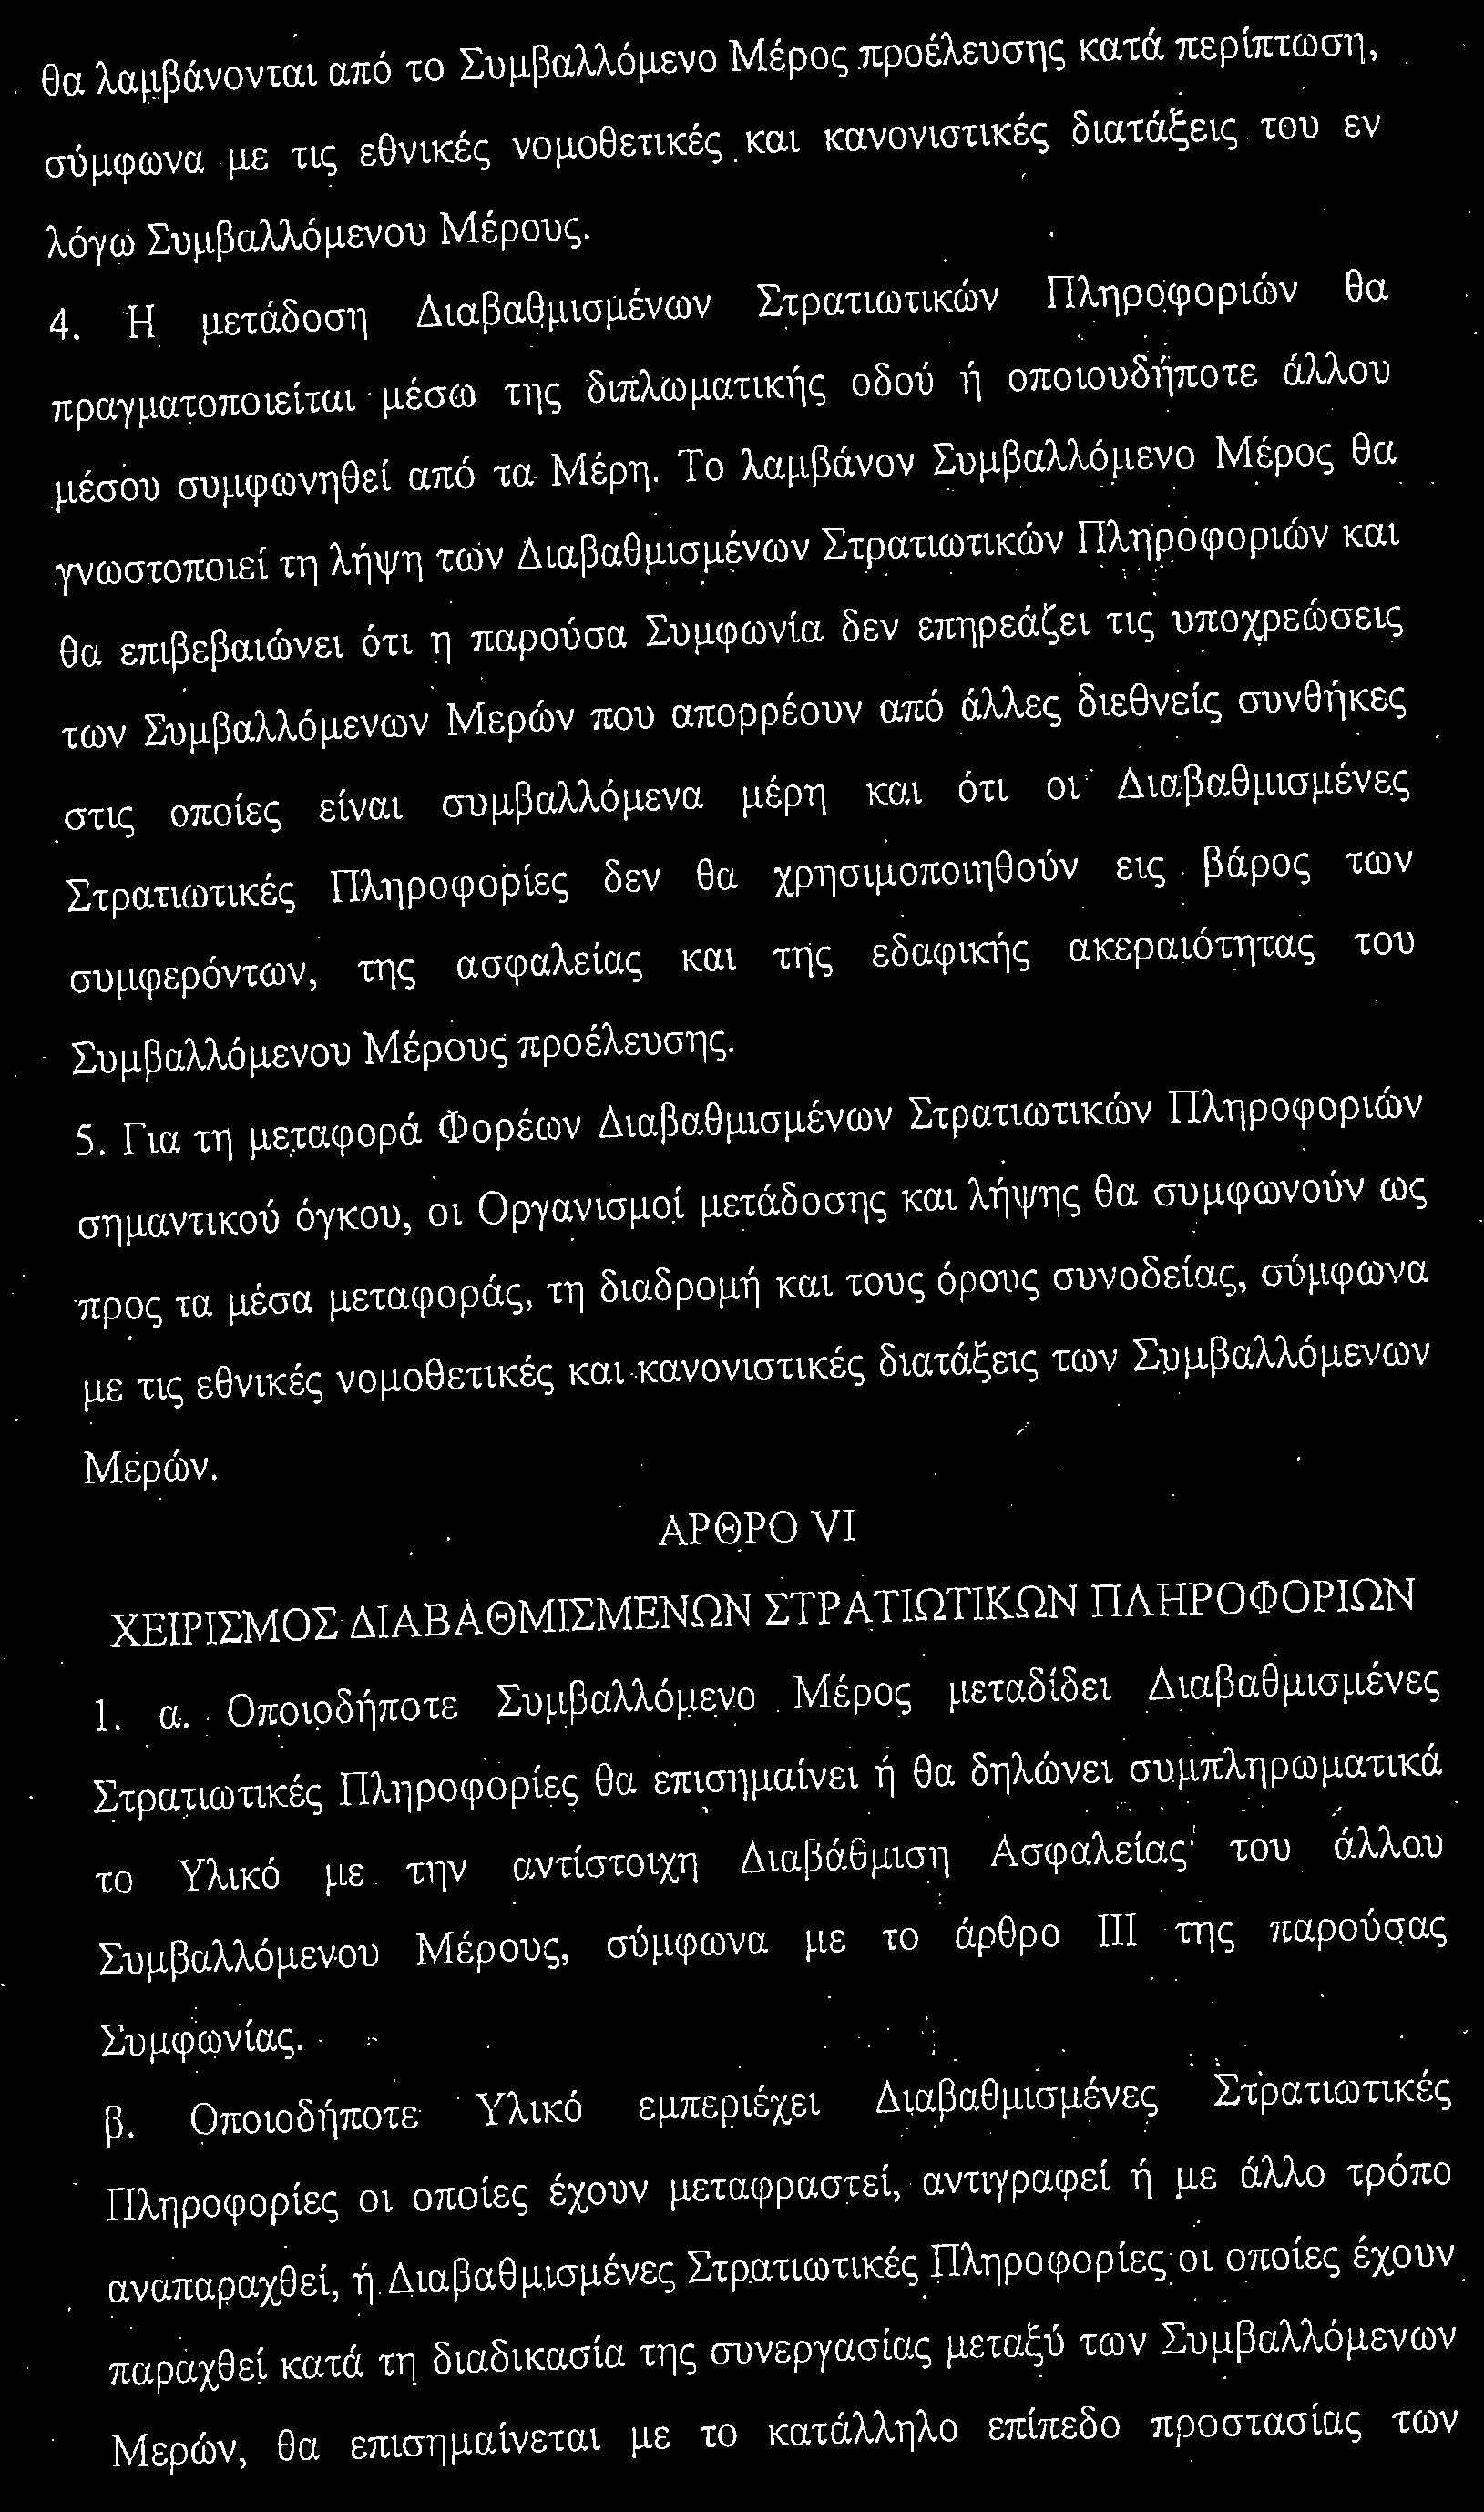 θα λαμβάνονται από το Συμβαλλόμενο Μέρος προέλευσης κατά περίπτωση,
σύμφωνα με τις εθνικές νομοθετικές και κανονιστικές διατάξεις του εν
λόγω Συμβαλλόμενου Μέρους.
4. Η μετάδοση Διαβαθμισμένων Στρατιωτικών Πληροφοριών θα
πραγματοποιείται μέσω της διπλωματικής οδού ή οποιουδήποτε άλλου
μέσου συμφωνηθεί από τα Μέρη. Το λαμβάνον Συμβαλλόμενο Μέρος θα
γνωστοποιεί τη λήψη των Διαβαθμισμένων Στρατιωτικών Πληροφοριών και
θα επιβεβαιώνει ότι η παρούσα Συμφωνία δεν επηρεάζει τις υποχρεώσεις
των Συμβαλλόμενων Μερών που απορρέουν από άλλες διεθνείς συνθήκες
στις οποίες είναι συμβαλλόμενα μέρη και ότι οι Διαβαθμισμένες
Στρατιωτικές Πληροφορίες δεν θα χρησιμοποιηθούν εις βάρος των
συμφερόντων, της ασφαλείας και της εδαφικής ακεραιότητας του
Συμβαλλόμενου Μέρους προέλευσης.
5. Για τη μεταφορά Φορέων Διαβαθμισμένων Στρατιωτικών Πληροφοριών
σημαντικού όγκου, οι Οργανισμοί μετάδοσης και λήψης θα συμφωνούν ως
προς τα μέσα μεταφοράς, τη διαδρομή και τους όρους συνοδείας, σύμφωνα
με τις εθνικές νομοθετικές και κανονιστικές διατάξεις των Συμβαλλόμενων
Μερών.
ΑΡΘΡΟ VI
ΧΕΙΡΙΣΜΟΣ ΔΙΑΒΑΘΜΙΣΜΕΝΩΝ ΣΤΡΑΤΙΩΤΙΚΩΝ ΠΛΗΡΟΦΟΡΙΩΝ
1. α. Οποιοδήποτε Συμβαλλόμενο Μέρος μεταδίδει Διαβαθμισμένες
Στρατιωτικές Πληροφορίες θα επισημαίνει ή θα δηλώνει συμπληρωματικά
το Υλικό με την αντίστοιχη Διαβάθμιση Ασφαλείας του άλλου
Συμβαλλόμενου Μέρους, σύμφωνα με το άρθρο ΙΙΙ της παρούσας
Συμφωνίας.
β. Οποιοδήποτε Υλικό εμπεριέχει Διαβαθμισμένες Στρατιωτικές
Πληροφορίες οι οποίες έχουν μεταφραστεί, αντιγραφεί ή με άλλο τρόπο
αναπαραχθεί, ή Διαβαθμισμένες Στρατιωτικές Πληροφορίες οι οποίες έχουν
παραχθεί κατά τη διαδικασία της συνεργασίας μεταξύ των Συμβαλλόμενων
Μερών, θα επισημαίνεται με το κατάλληλο επίπεδο προστασίας των